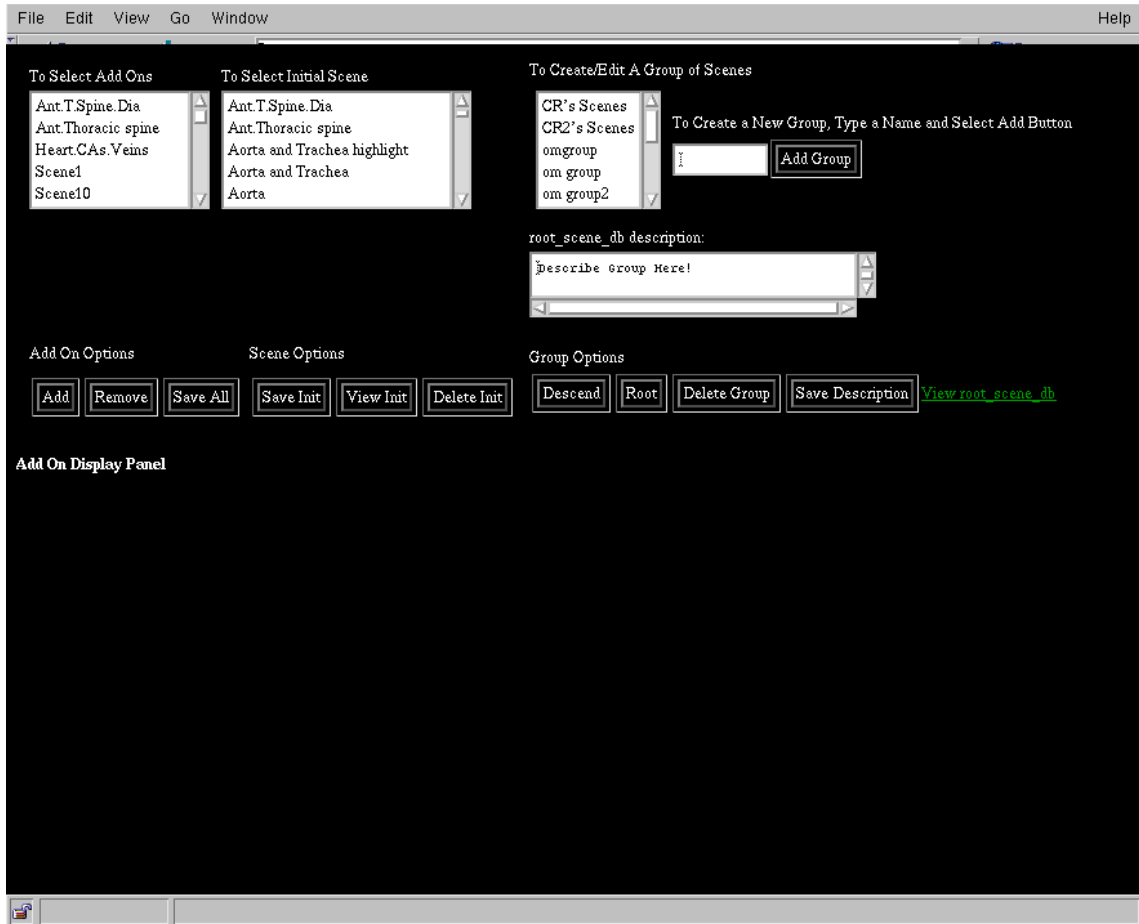 File Edit View Go Window Help
To Select Add Ons
Ant.T.Spine.Dia
Ant.Thoracic spine
Heart.CAs.Veins
Scene1
Scene10
To Select Initial Scene
Ant.T.Spine.Dia
Ant.Thoracic spine
Aorta and Trachea highlight
Aorta and Trachea
Aorta
To Create/Edit A Group of Scenes
CR's Scenes
CR2's Scenes
omgroup
om group
om group2
To Create a New Group, Type a Name and Select Add Button
Add Group
root_scene_db description:
Describe Group Here!
Add On Options
Add Remove Save All
Scene Options
Save Init View Init Delete Init
Group Options
Descend Root Delete Group Save Description View root_scene_db
Add On Display Panel